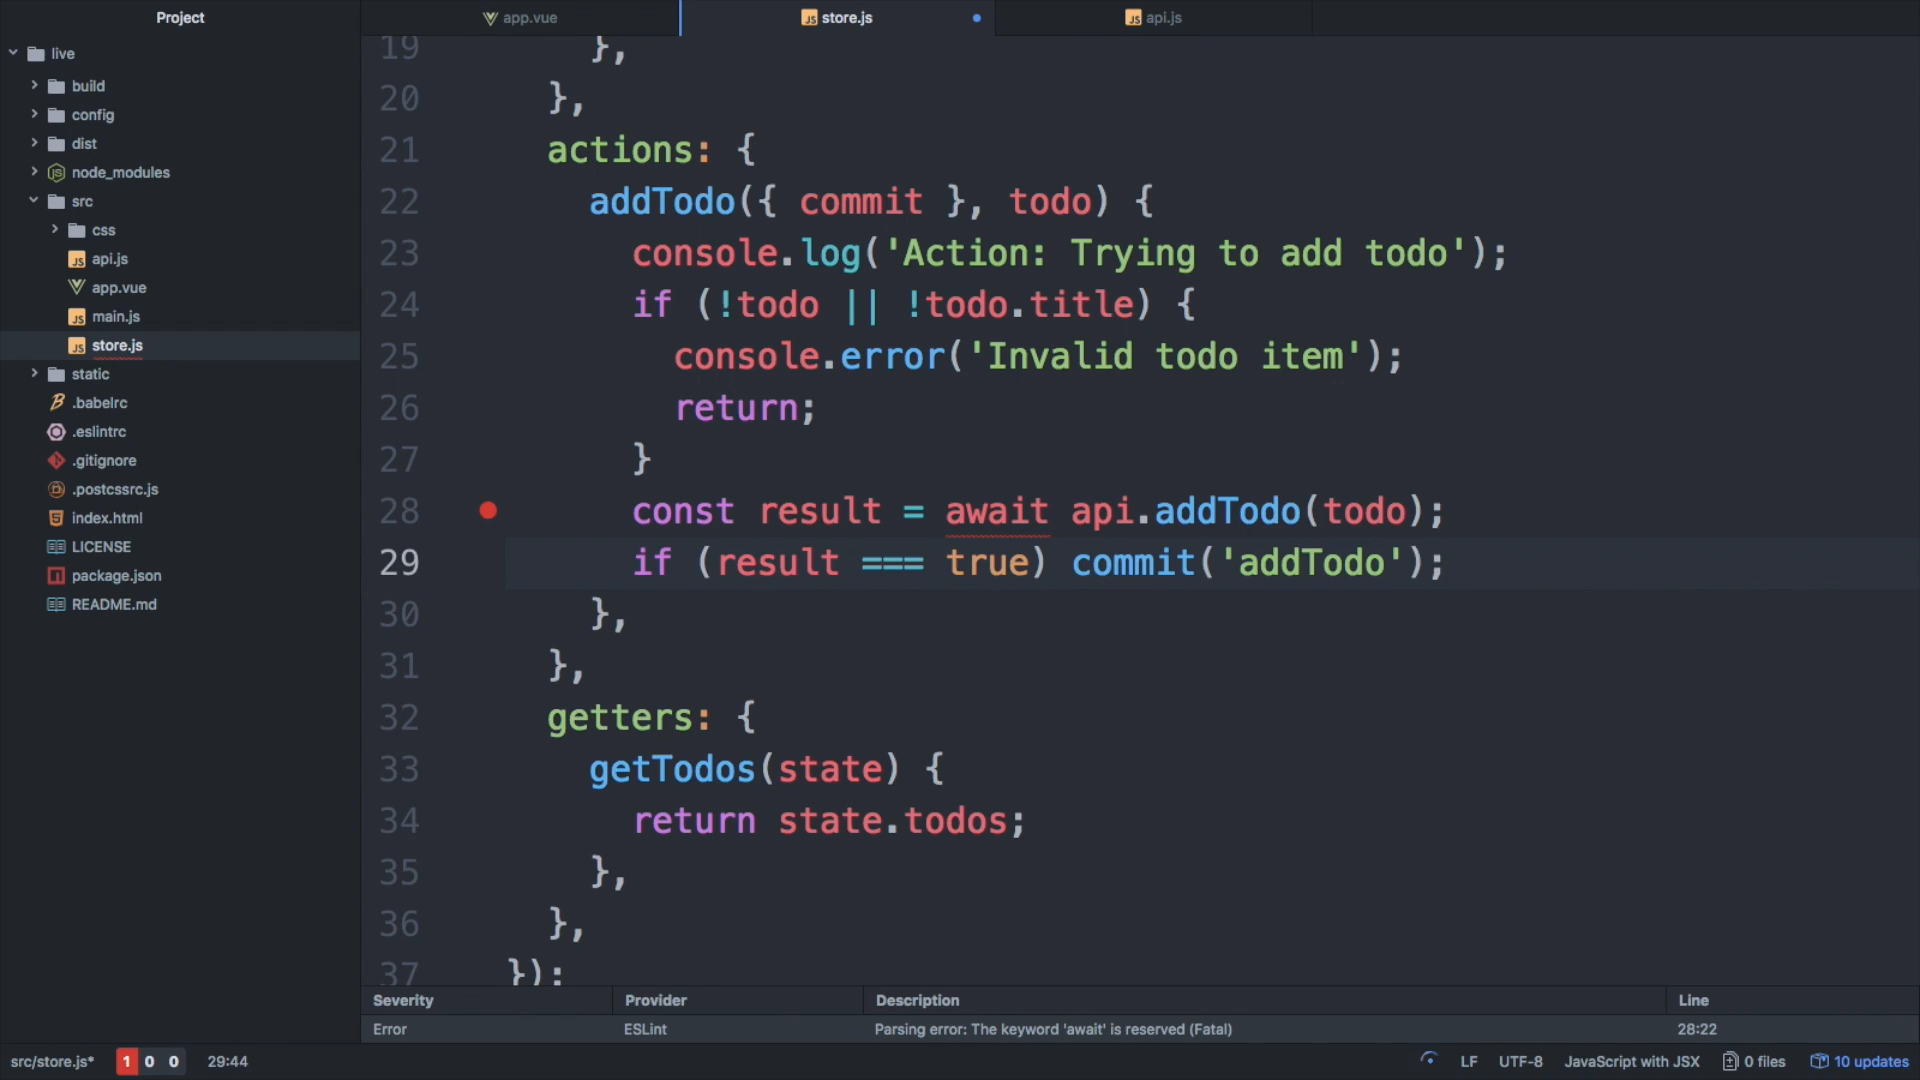 Project
app.vue
store.js
api.js
live
build
config
dist
node_modules
src
css
api.js
app.vue
main.js
store.js
static
.babelrc
.eslintrc
.gitignore
.postcssrc.js
index.html
LICENSE
package.json
README.md
19 },
20 },
21 actions: {
22 addTodo({ commit }, todo) {
23 console.log('Action: Trying to add todo');
24 if (!todo || !todo.title) {
25 console.error('Invalid todo item');
26 return;
27 }
28 const result = await api.addTodo(todo);
29 if (result === true) commit('addTodo');
30 },
31 },
32 getters: {
33 getTodos(state) {
34 return state.todos;
35 },
36 },
37 });
Severity Provider Description Line
Error ESLint Parsing error: The keyword 'await' is reserved (Fatal) 28:22
src/store.js* 1 0 0 29:44 LF UTF-8 JavaScript with JSX 0 files 10 updates